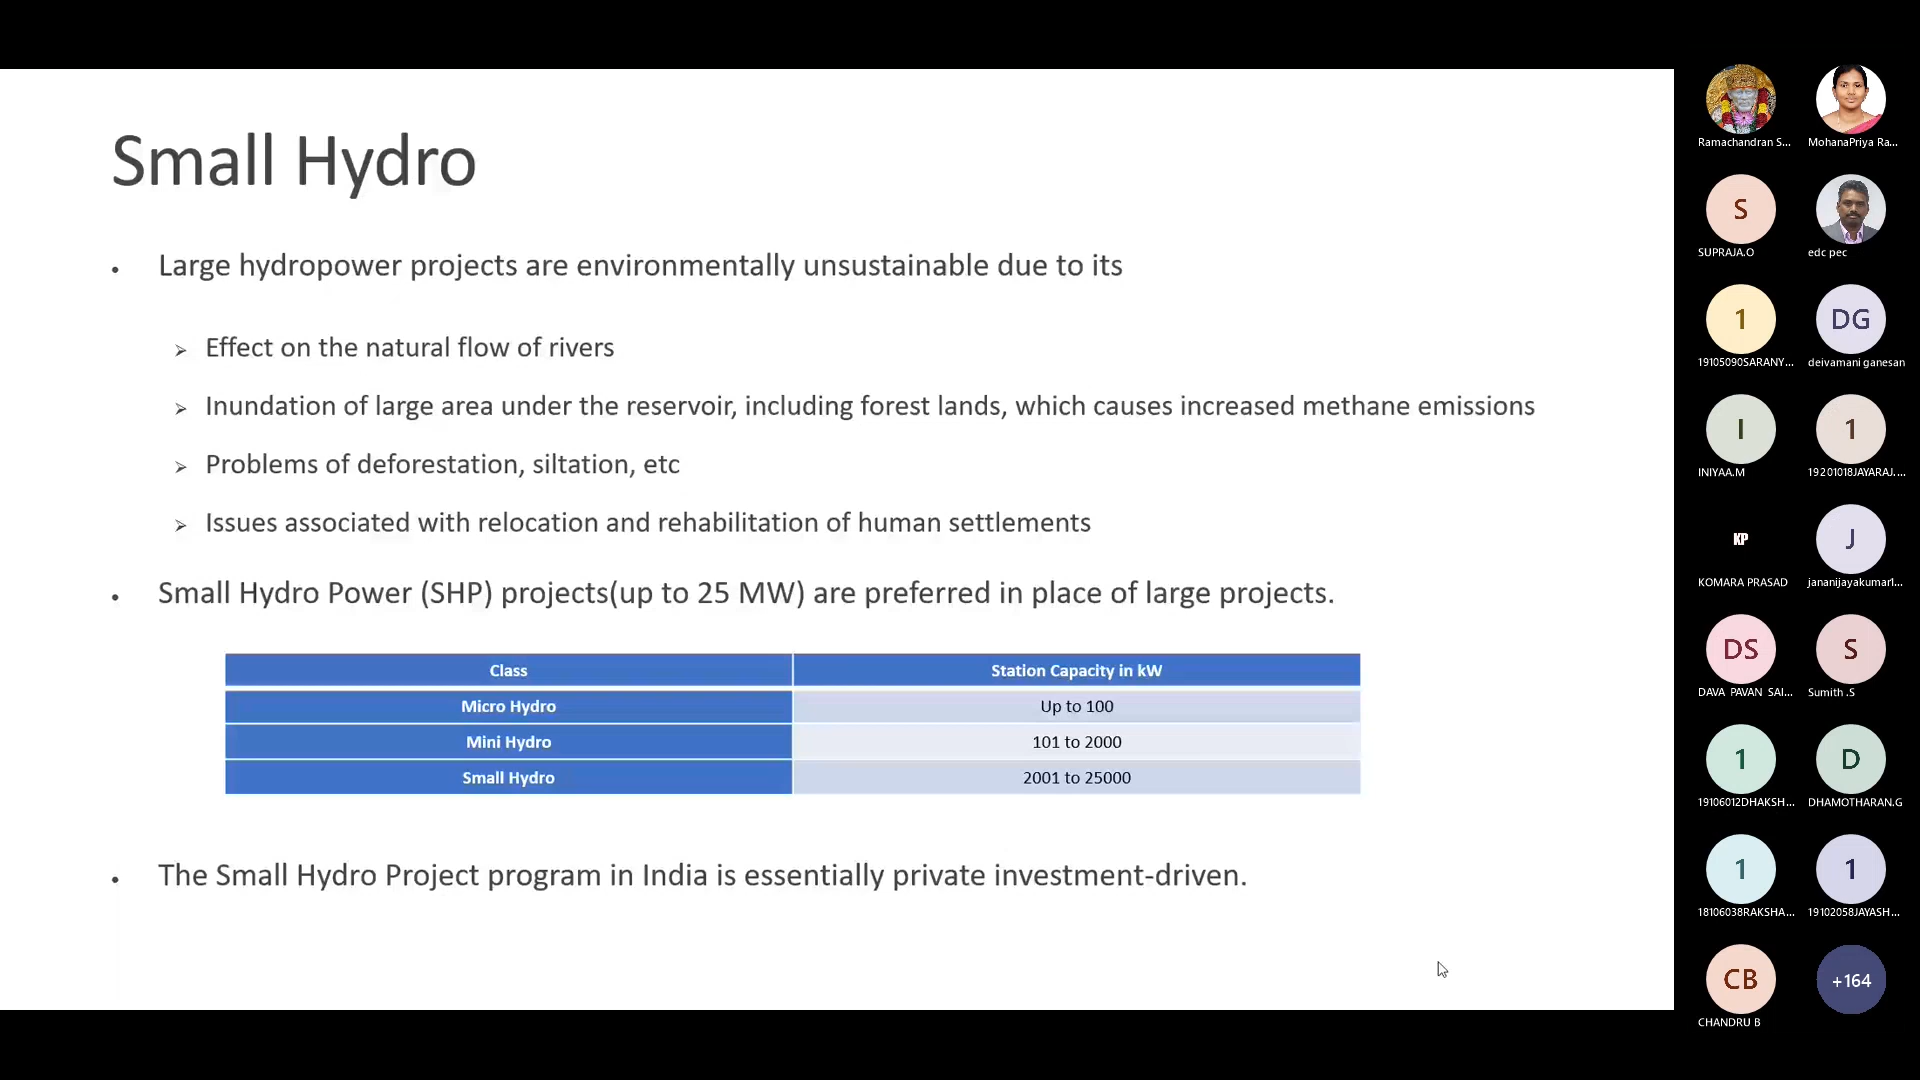 Small Hydro
• Large hydropower projects are environmentally unsustainable due to its
➢ Effect on the natural flow of rivers
➢ Inundation of large area under the reservoir, including forest lands, which causes increased methane emissions
➢ Problems of deforestation, siltation, etc
➢ Issues associated with relocation and rehabilitation of human settlements
• Small Hydro Power (SHP) projects(up to 25 MW) are preferred in place of large projects.
Class Station Capacity in kW
Micro Hydro Up to 100
Mini Hydro 101 to 2000
Small Hydro 2001 to 25000
• The Small Hydro Project program in India is essentially private investment-driven.
Ramachandran S... MohanaPriya Ra...
S
SUPRAJA.O edc pec
1 DG
19105090SARANY... deivamani ganesan
I 1
INIYAA.M 19201018JAYARAJ....
KP J
KOMARA PRASAD jananijayakumarl...
DS S
DAVA PAVAN SAI... Sumith .S
1 D
19106012DHAKSH... DHAMOTHARAN.G
1 1
18106038RAKSHA... 19102058JAYASH...
CB +164
CHANDRU B